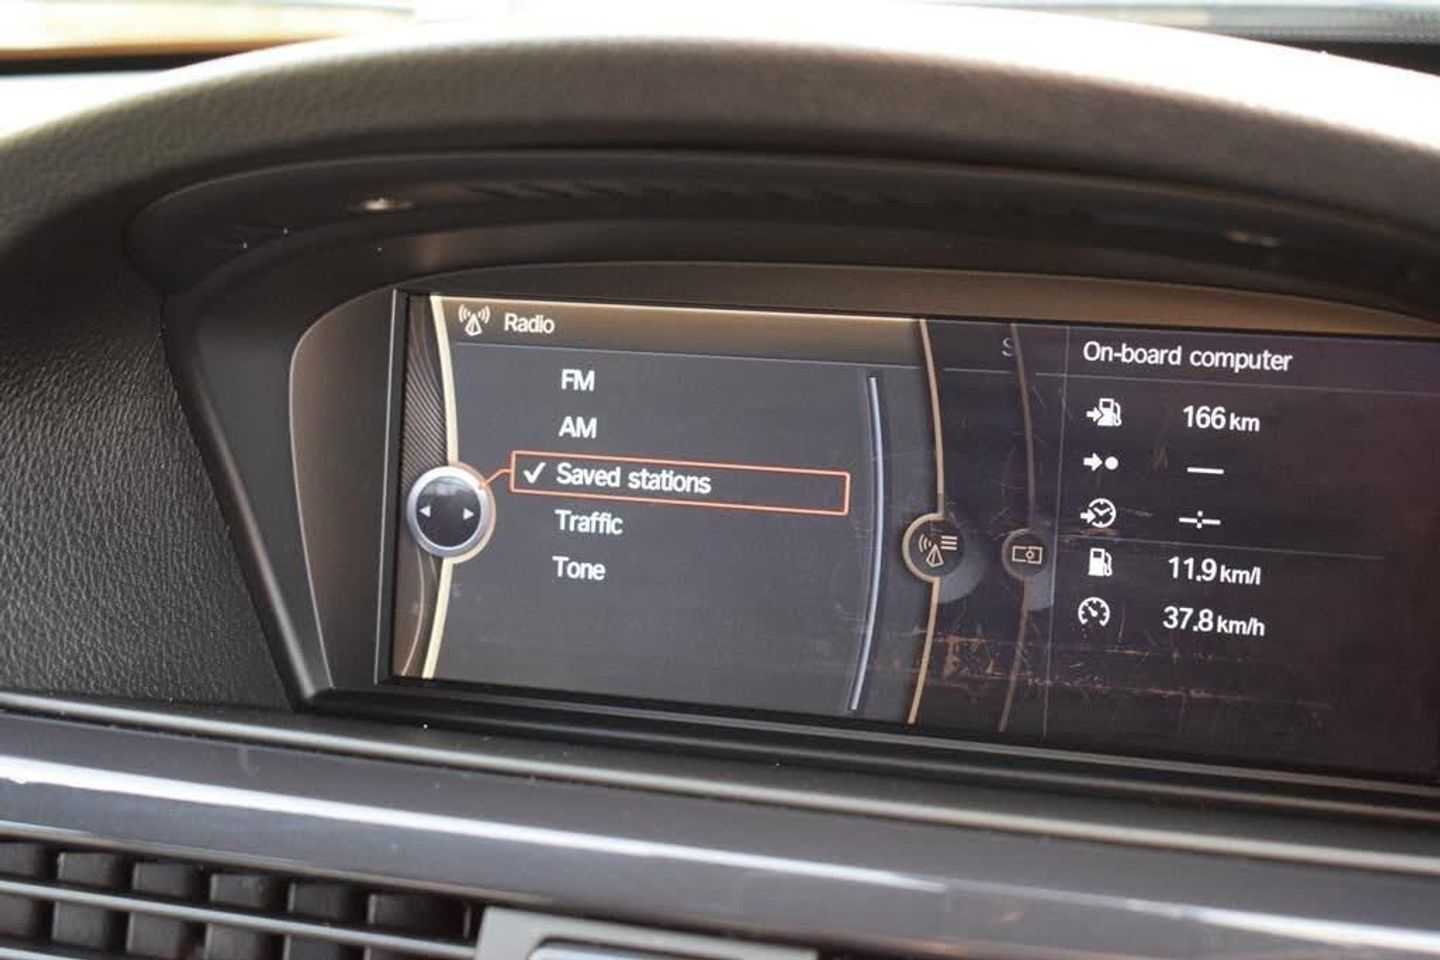 Radio
FM
AM
✓ Saved stations
Traffic
Tone
S
On-board computer
166 km
—
--:--
11.9 km/l
37.8 km/h